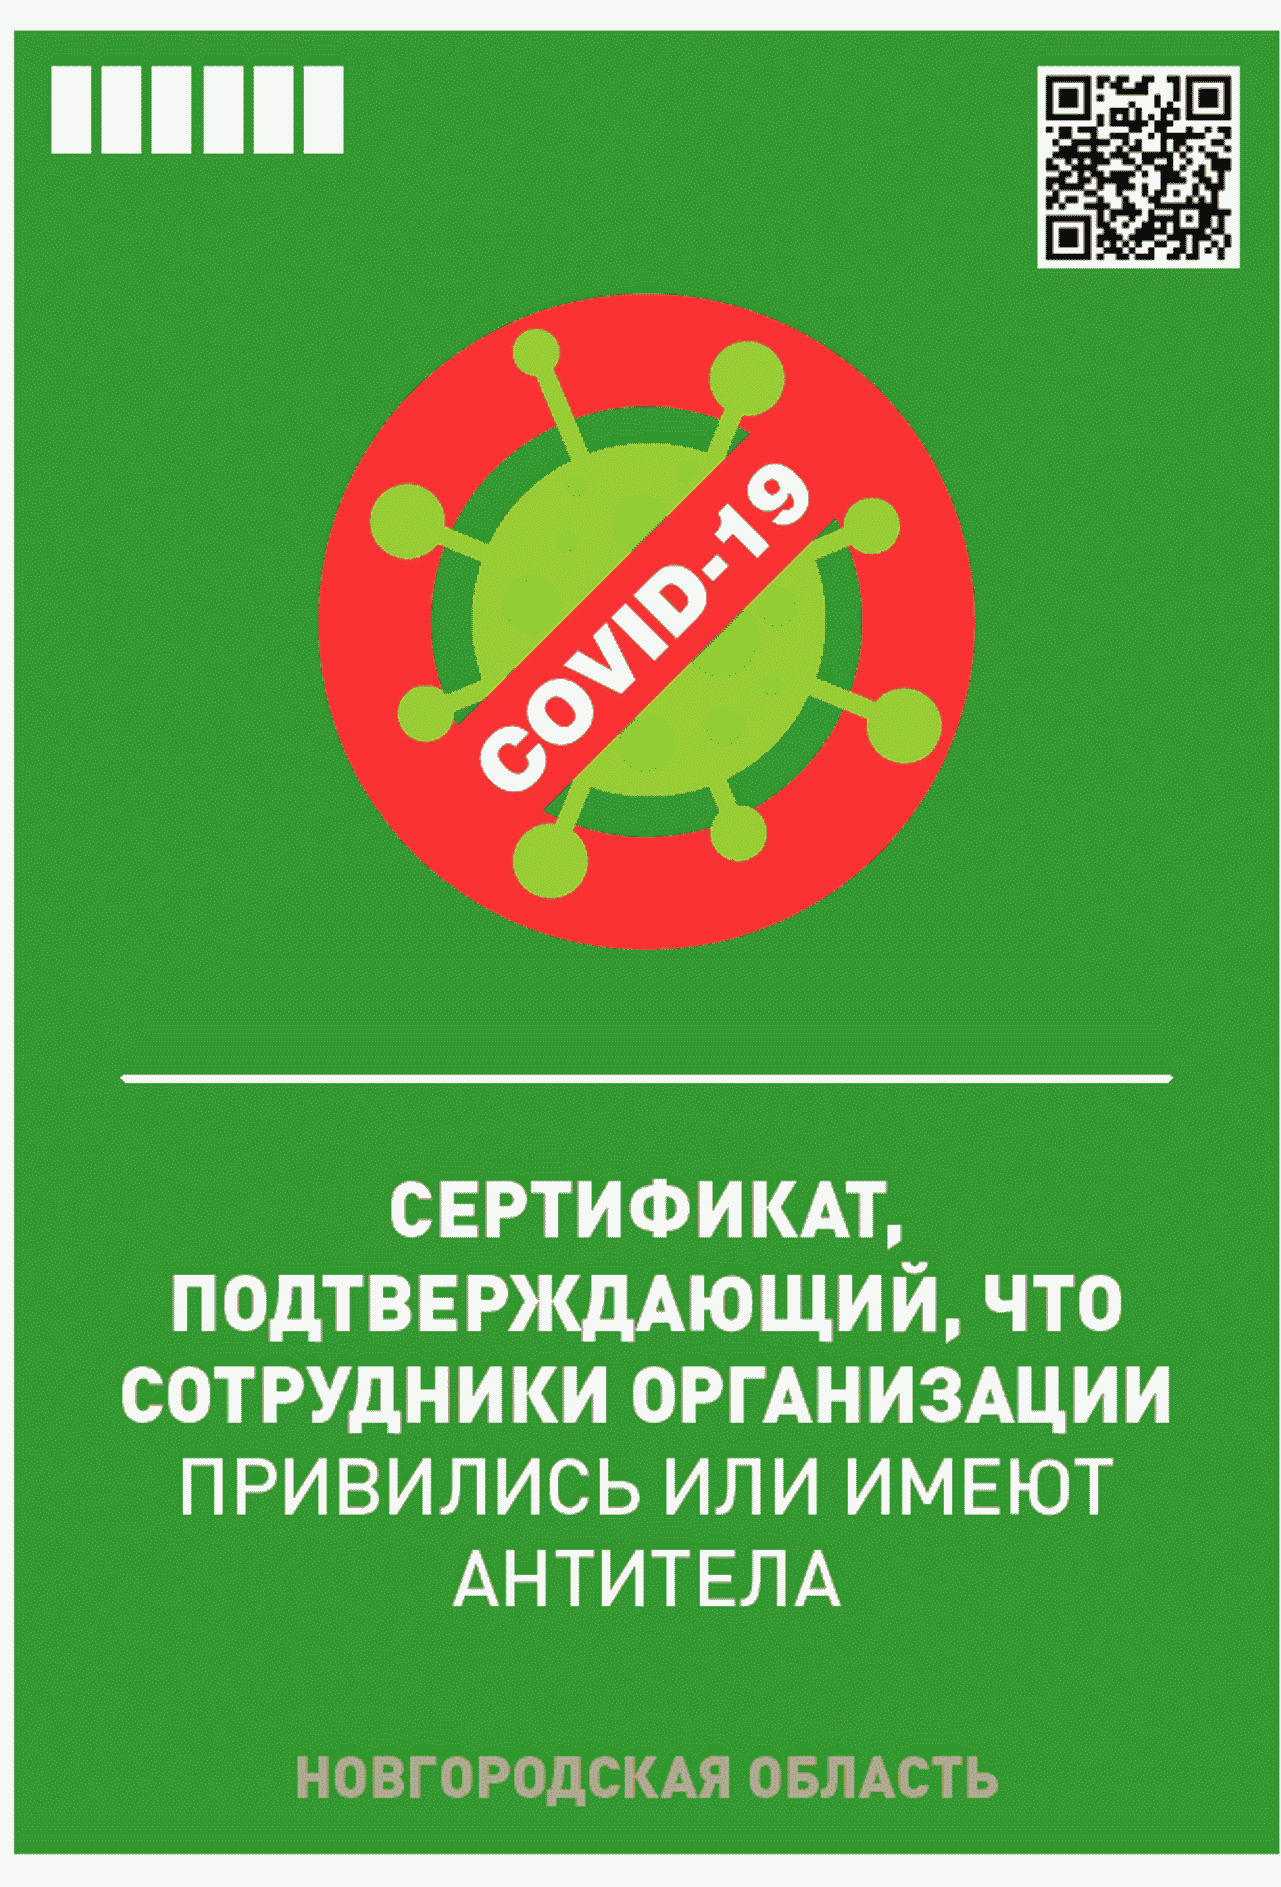 COVID-19
СЕРТИФИКАТ,
ПОДТВЕРЖДАЮЩИЙ, ЧТО
СОТРУДНИКИ ОРГАНИЗАЦИИ
ПРИВИЛИСЬ ИЛИ ИМЕЮТ
АНТИТЕЛА
НОВГОРОДСКАЯ ОБЛАСТЬ